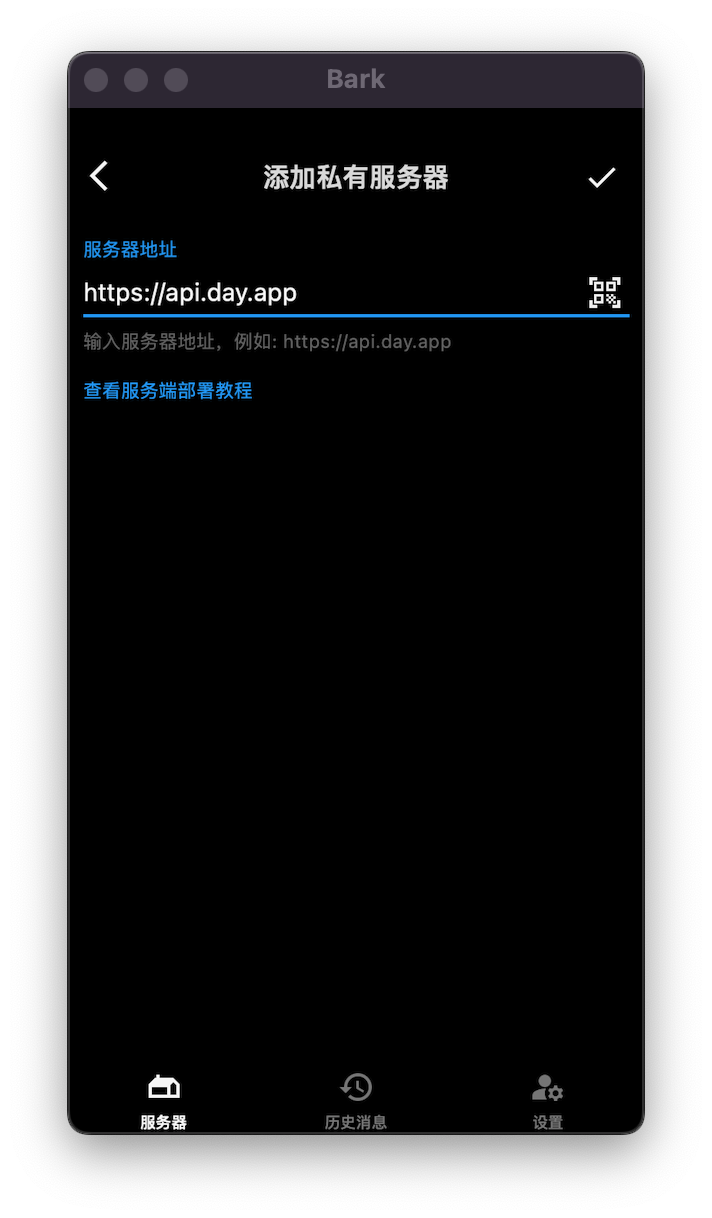 Bark
添加私有服务器
服务器地址
https://api.day.app
输入服务器地址，例如: https://api.day.app
查看服务端部署教程
服务器 历史消息 设置